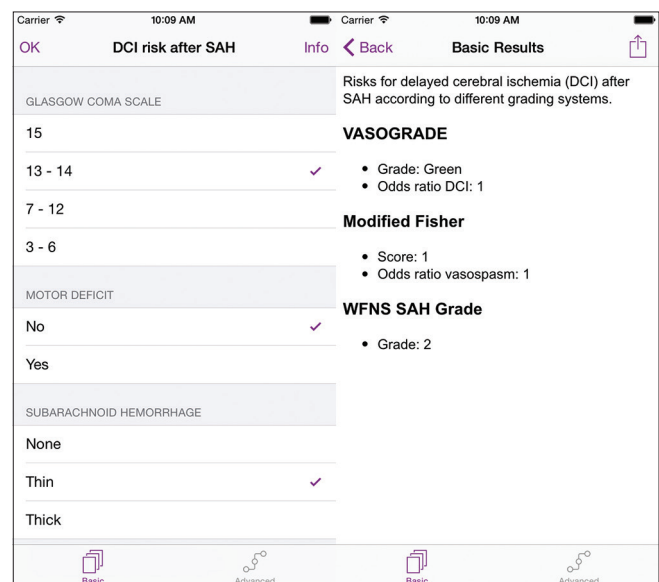 Carrier 10:09 AM
OK DCI risk after SAH Info
GLASGOW COMA SCALE
15
13 - 14
7 - 12
3 - 6
MOTOR DEFICIT
No
Yes
SUBARACHNOID HEMORRHAGE
None
Thin
Thick
Basic Advanced
Carrier 10:09 AM
Back Basic Results
Risks for delayed cerebral ischemia (DCI) after
SAH according to different grading systems.
VASOGRADE
• Grade: Green
• Odds ratio DCI: 1
Modified Fisher
• Score: 1
• Odds ratio vasospasm: 1
WFNS SAH Grade
• Grade: 2
Basic Advanced